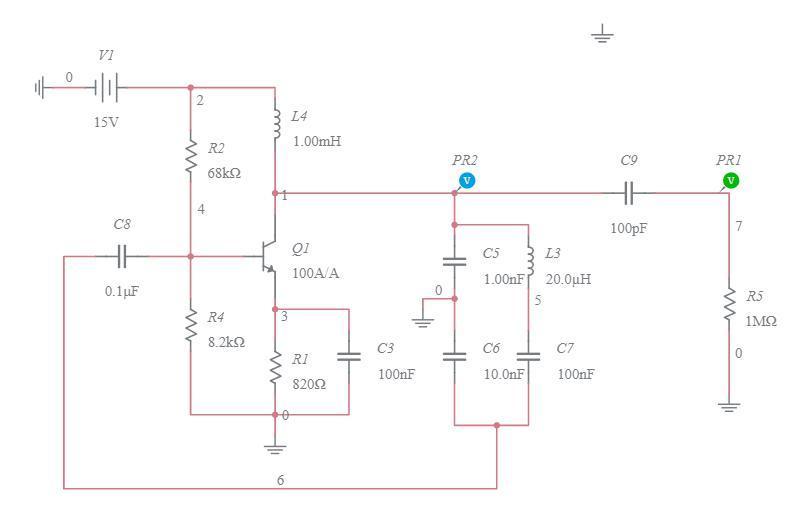 V1
0
15V
2
L4
1.00mH
R2
68kΩ
PR2
V
C9
100pF
PR1
V
1
4
7
C8
0.1µF
Q1
100A/A
C5
1.00nF
L3
20.0µH
0
5
3
R4
8.2kΩ
R1
820Ω
C3
100nF
C6
10.0nF
C7
100nF
R5
1MΩ
0
0
6